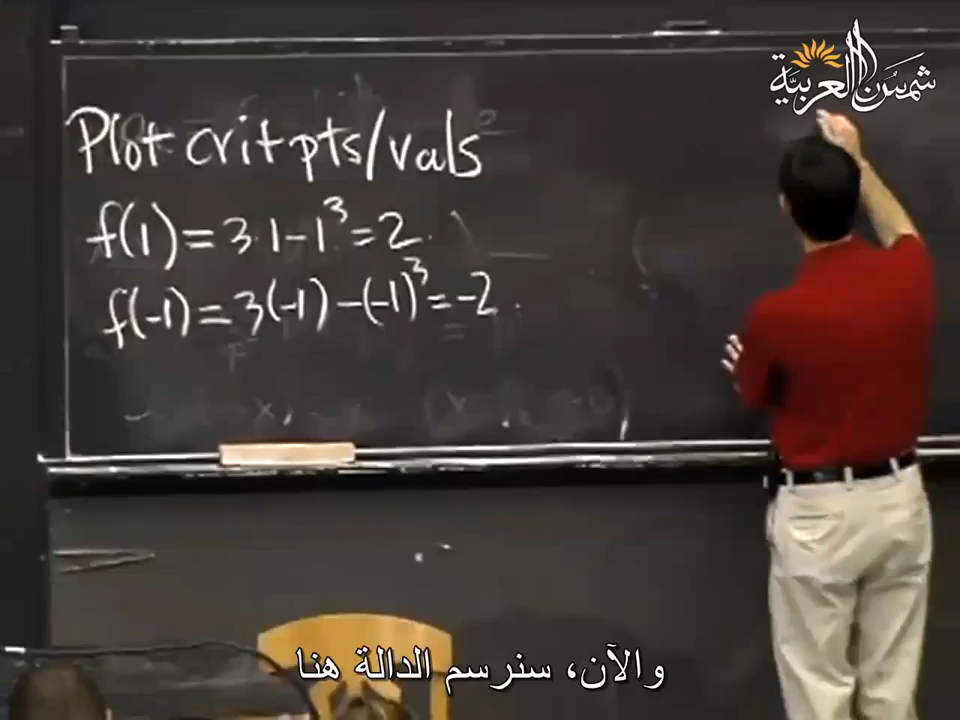 شمس العربية
Plot crit pts/vals
f(1) = 3·1 - 1³ = 2.
f(-1) = 3(-1) - (-1)³ = -2.
والآن، سنرسم الدالة هنا